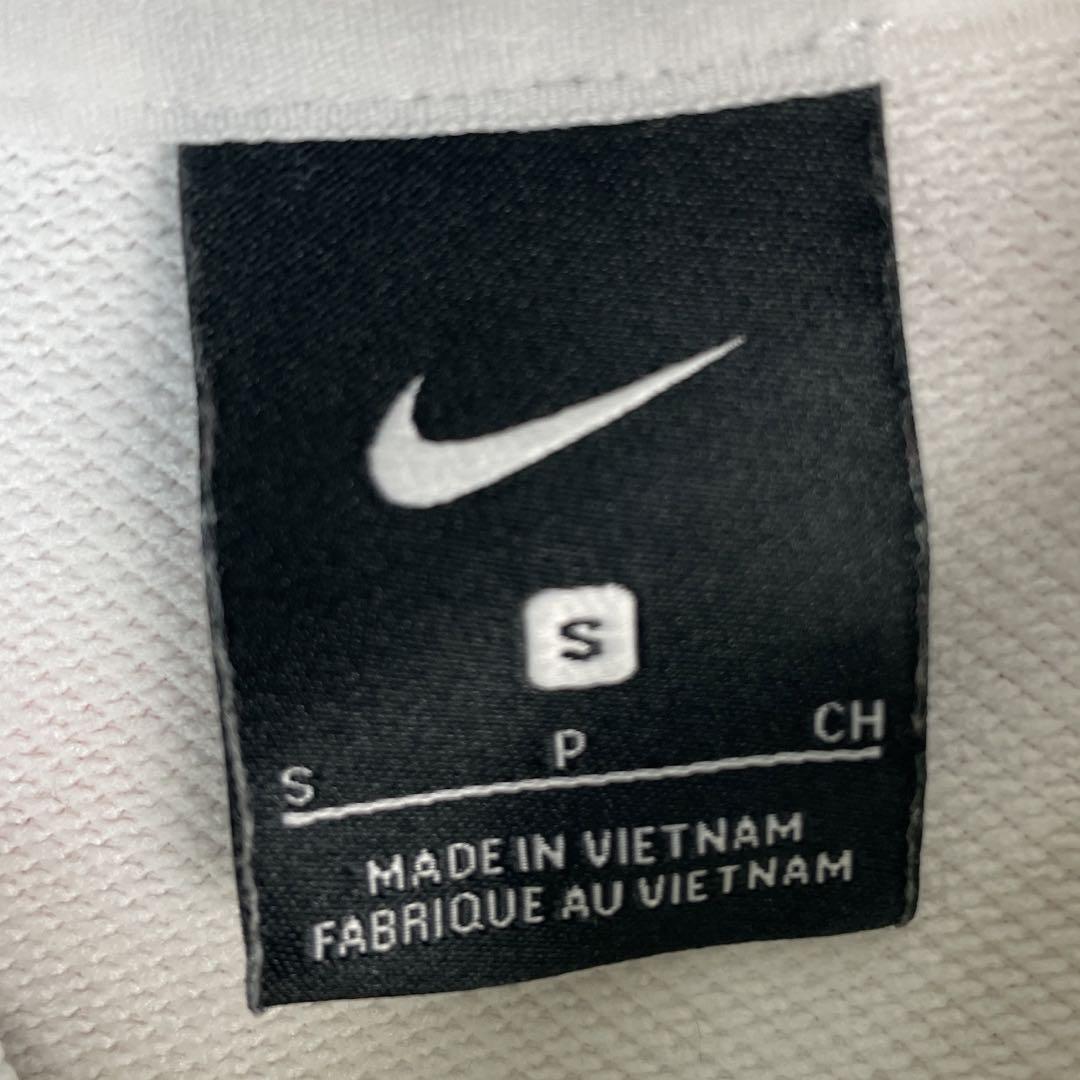 S
S P CH
MADE IN VIETNAM
FABRIQUE AU VIETNAM